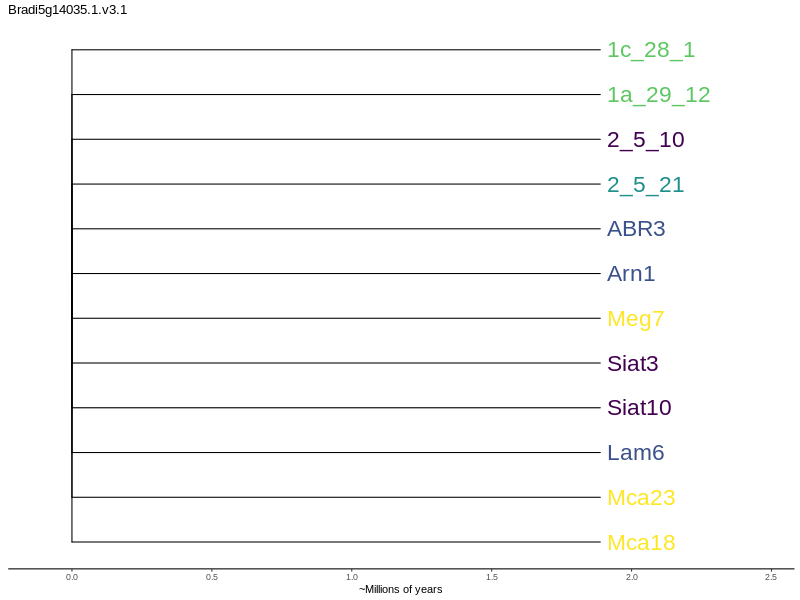 Bradi5g14035.1.v3.1
1c_28_1
1a_29_12
2_5_10
2_5_21
ABR3
Arn1
Meg7
Siat3
Siat10
Lam6
Mca23
Mca18
0.0 0.5 1.0 1.5 2.0 2.5
~Millions of years